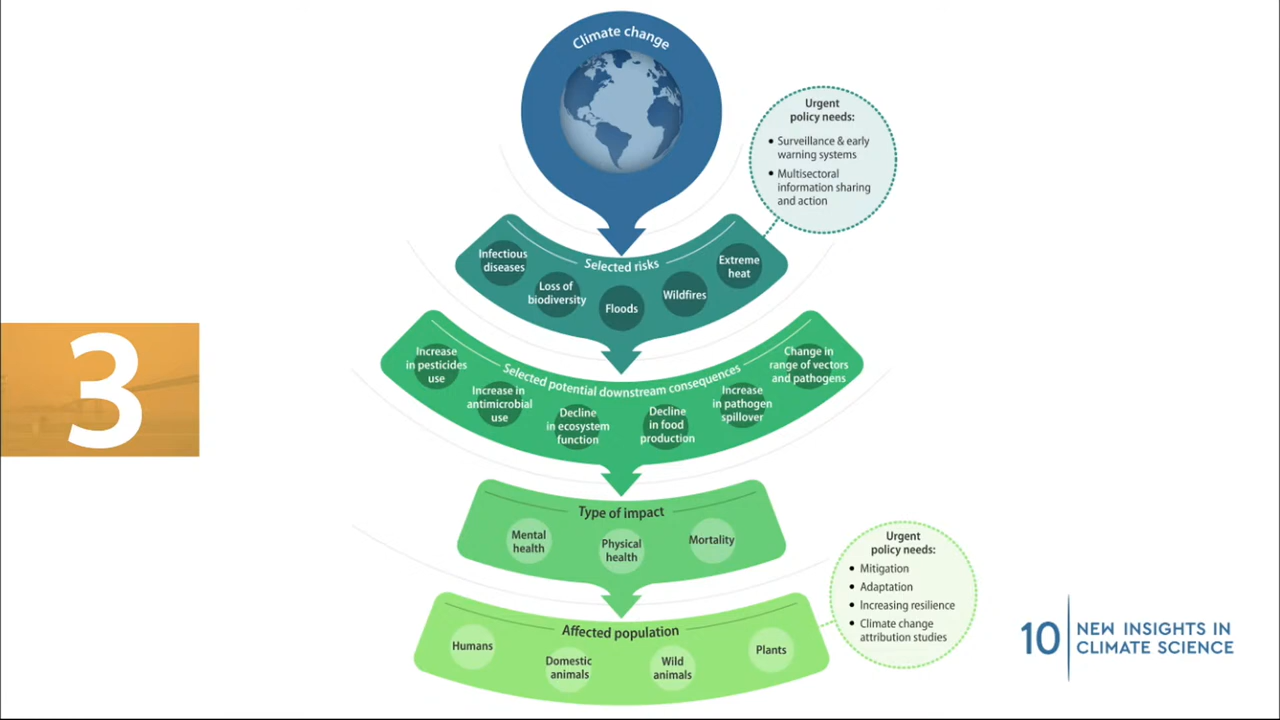 Climate change
Urgent
policy needs:
• Surveillance & early
warning systems
• Multisectoral
information sharing
and action
Selected risks
Infectious
diseases
Loss of
biodiversity
Floods
Wildfires
Extreme
heat
3
Selected potential downstream consequences
Increase
in pesticides
use
Increase in
antimicrobial
use
Decline
in ecosystem
function
Decline
in food
production
Increase
in pathogen
spillover
Change in
range of vectors
and pathogens
Type of impact
Mental
health
Physical
health
Mortality
Urgent
policy needs:
• Mitigation
• Adaptation
• Increasing resilience
• Climate change
attribution studies
Affected population
Humans
Domestic
animals
Wild
animals
Plants
10 NEW INSIGHTS IN
CLIMATE SCIENCE